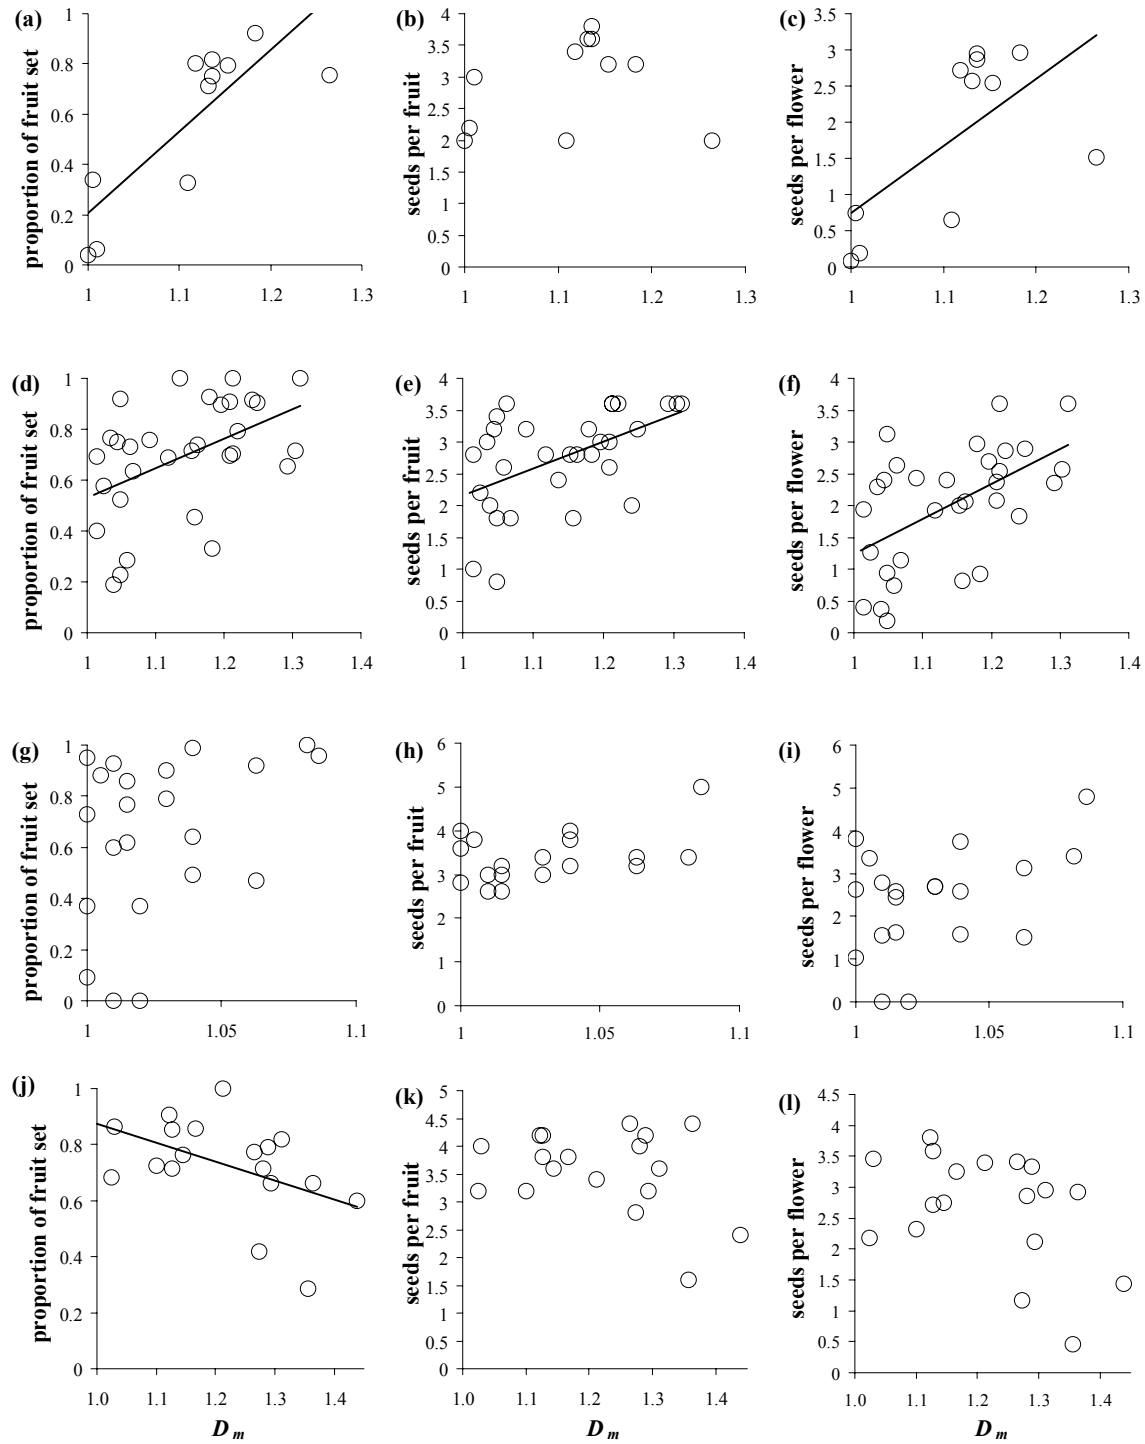 (a)
proportion of fruit set
1
0.8
0.6
0.4
0.2
0
1 1.1 1.2 1.3
(b)
seeds per fruit
4
3.5
3
2.5
2
1.5
1
0.5
0
1 1.1 1.2 1.3
(c)
seeds per flower
3.5
3
2.5
2
1.5
1
0.5
0
1 1.1 1.2 1.3
(d)
proportion of fruit set
1
0.8
0.6
0.4
0.2
0
1 1.1 1.2 1.3 1.4
(e)
seeds per fruit
4
3.5
3
2.5
2
1.5
1
0.5
0
1 1.1 1.2 1.3 1.4
(f)
seeds per flower
4
3.5
3
2.5
2
1.5
1
0.5
0
1 1.1 1.2 1.3 1.4
(g)
proportion of fruit set
1
0.8
0.6
0.4
0.2
0
1 1.05 1.1
(h)
seeds per fruit
6
5
4
3
2
1
0
1 1.05 1.1
(i)
seeds per flower
6
5
4
3
2
1
0
1 1.05 1.1
(j)
proportion of fruit set
1
0.8
0.6
0.4
0.2
0
1.0 1.1 1.2 1.3 1.4
D m
(k)
seeds per fruit
5
4.5
4
3.5
3
2.5
2
1.5
1
0.5
0
1.0 1.1 1.2 1.3 1.4
D m
(l)
seeds per flower
4.5
4
3.5
3
2.5
2
1.5
1
0.5
0
1.0 1.1 1.2 1.3 1.4
D m